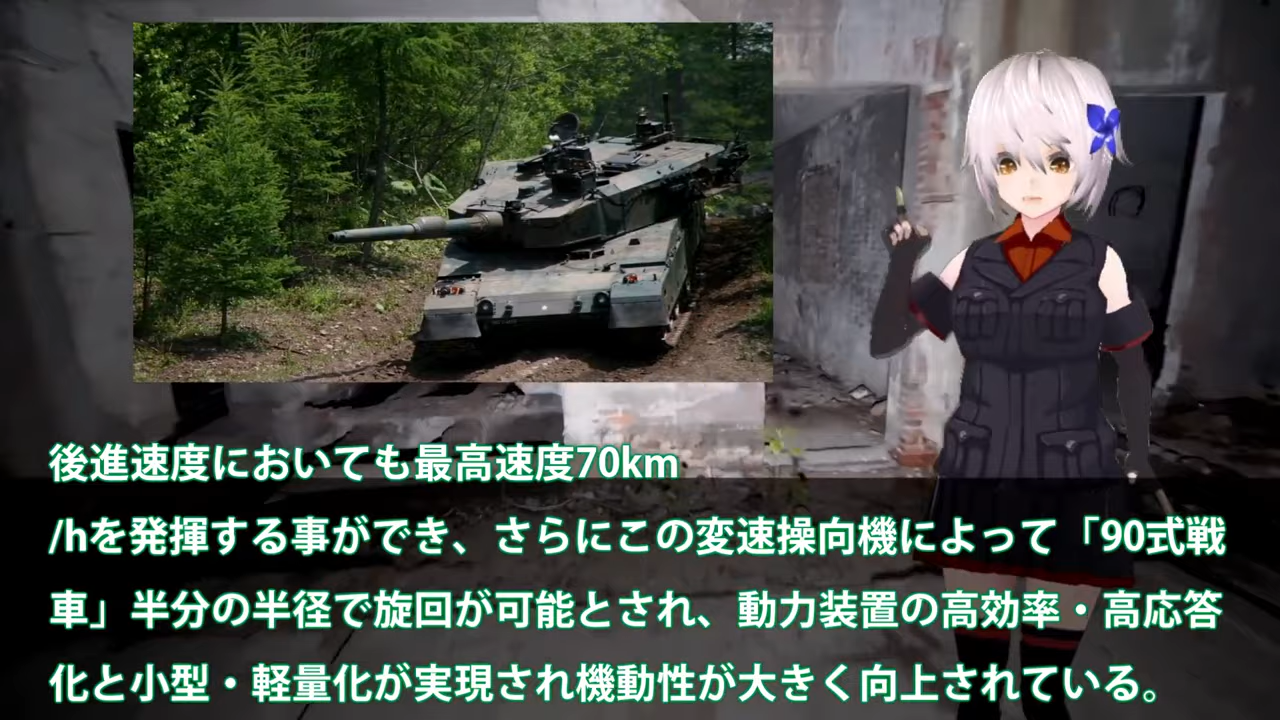 後進速度においても最高速度70km
/hを発揮する事ができ、さらにこの変速操向機によって「90式戦
車」半分の半径で旋回が可能とされ、動力装置の高効率・高応答
化と小型・軽量化が実現され機動性が大きく向上されている。